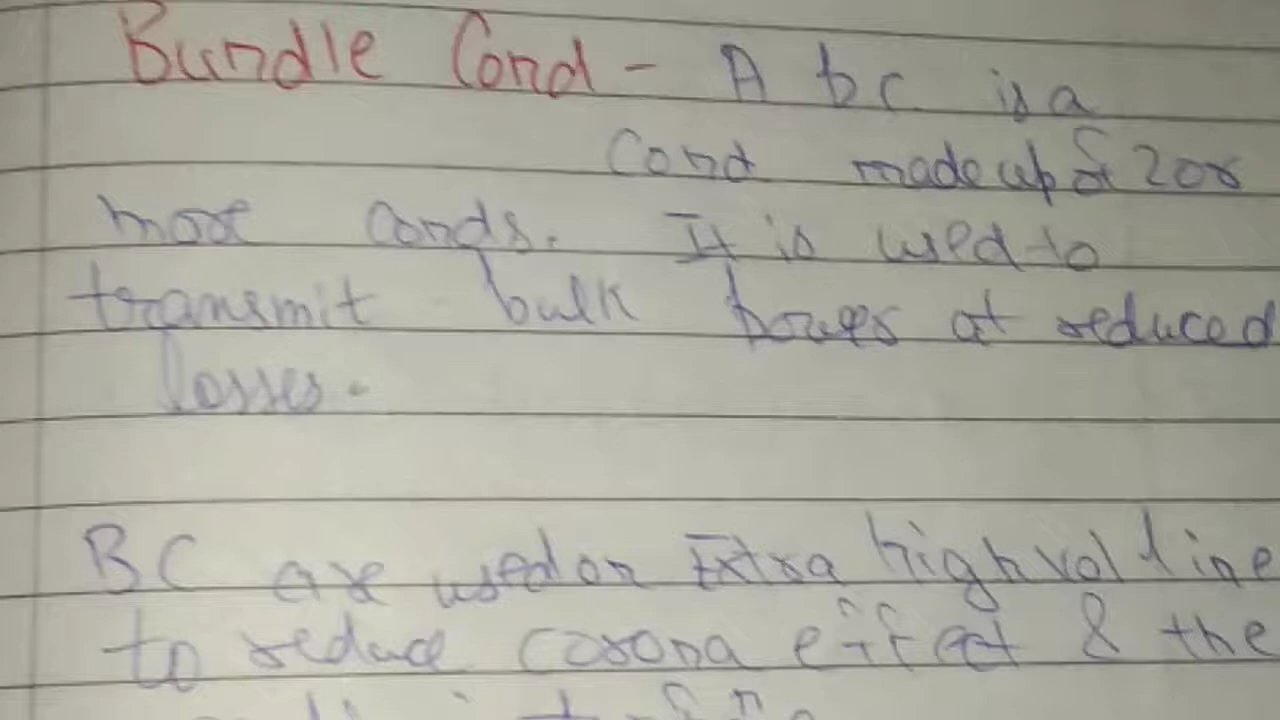 Bundle Cond - A bc is a
Cond made up of 2 or
more conds. It is used to
transmit bulk power at reduced
losses.
BC are used on Extra high vol line
to reduce corona effect & the